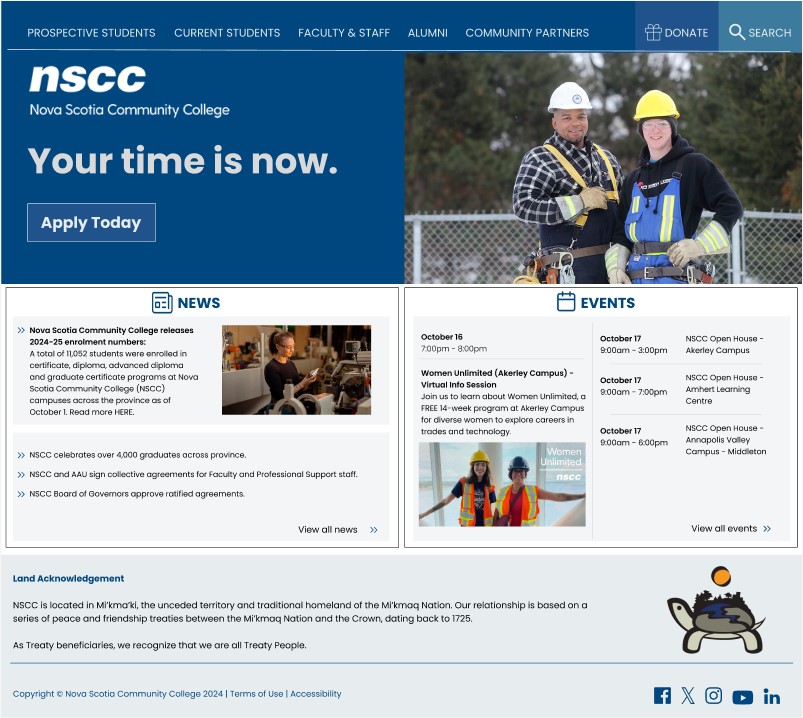 PROSPECTIVE STUDENTS CURRENT STUDENTS FACULTY & STAFF ALUMNI COMMUNITY PARTNERS DONATE SEARCH
nscc
Nova Scotia Community College
Your time is now.
Apply Today
NEWS
Nova Scotia Community College releases
2024-25 enrolment numbers:
A total of 11,052 students were enrolled in
certificate, diploma, advanced diploma
and graduate certificate programs at Nova
Scotia Community College (NSCC)
campuses across the province as of
October 1. Read more HERE.
NSCC celebrates over 4,000 graduates across province.
NSCC and AAU sign collective agreements for Faculty and Professional Support staff.
NSCC Board of Governors approve ratified agreements.
View all news
EVENTS
October 16
7:00pm - 8:00pm
Women Unlimited (Akerley Campus) -
Virtual Info Session
Join us to learn about Women Unlimited, a
FREE 14-week program at Akerley Campus
for diverse women to explore careers in
trades and technology.
Women
Unlimited
nscc
October 17
9:00am - 3:00pm
NSCC Open House -
Akerley Campus
October 17
9:00am - 7:00pm
NSCC Open House -
Amhert Learning
Centre
October 17
9:00am - 6:00pm
NSCC Open House -
Annapolis Valley
Campus - Middleton
View all events
Land Acknowledgement
NSCC is located in Mi'kma'ki, the unceded territory and traditional homeland of the Mi'kmaq Nation. Our relationship is based on a
series of peace and friendship treaties between the Mi'kmaq Nation and the Crown, dating back to 1725.
As Treaty beneficiaries, we recognize that we are all Treaty People.
Copyright © Nova Scotia Community College 2024 | Terms of Use | Accessibility